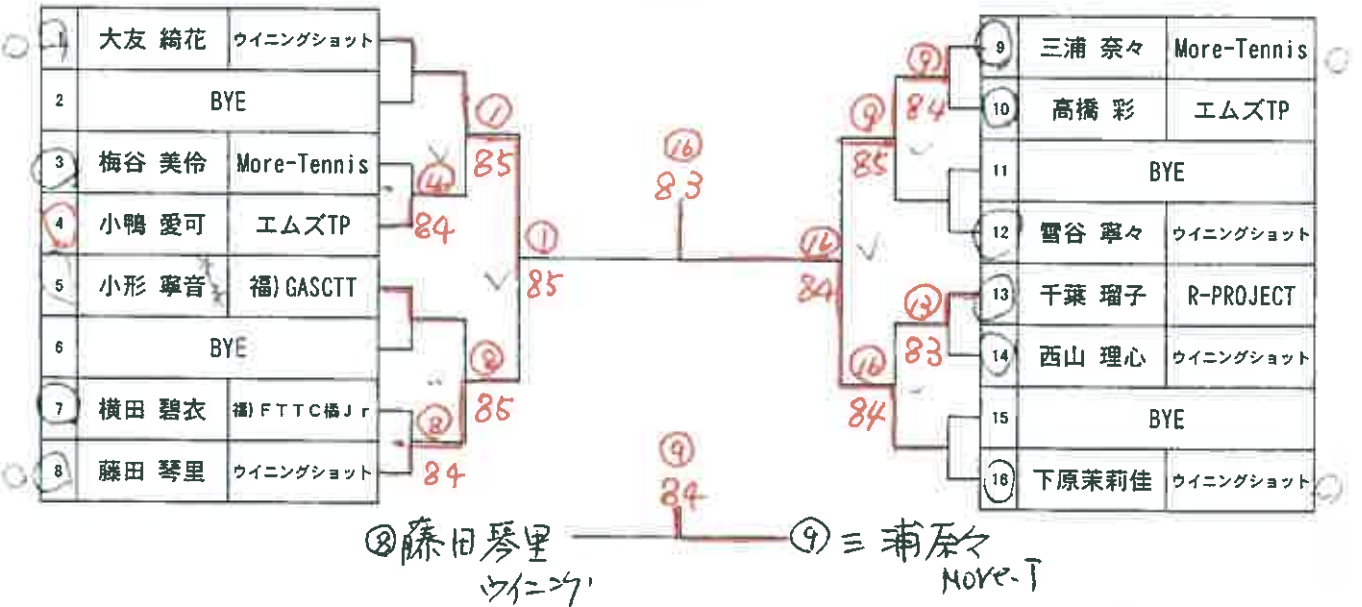 1 大友 綺花 ウイニングショット
2 BYE
3 梅谷 美伶 More-Tennis
4 小鴨 愛可 エムズTP
5 小形 寧音 福)GASCTT
6 BYE
7 横田 碧衣 福)FTTC福Jr
8 藤田 琴里 ウイニングショット
① 85
④ 84
① 85
⑧ 85
⑧ 84
⑯ 83
9 三浦 奈々 More-Tennis
10 高橋 彩 エムズTP
11 BYE
12 雪谷 寧々 ウイニングショット
13 千葉 瑠子 R-PROJECT
14 西山 理心 ウイニングショット
15 BYE
16 下原茉莉佳 ウイニングショット
⑨ 84
⑨ 85
⑯ 84
⑬ 83
⑯ 84
⑨ 84
⑧藤田琴里 ⑨三浦奈々
ウイニング More-T